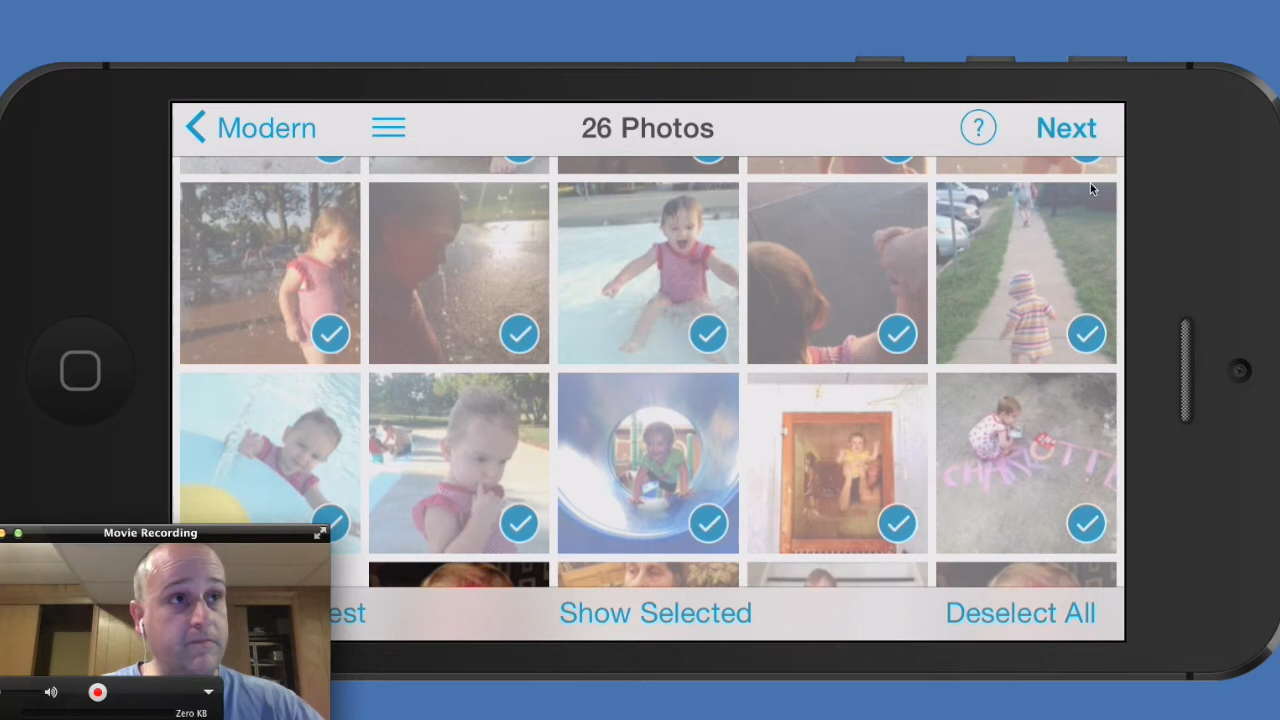 Modern
26 Photos
?
Next
est
Show Selected
Deselect All
Movie Recording
Zero KB